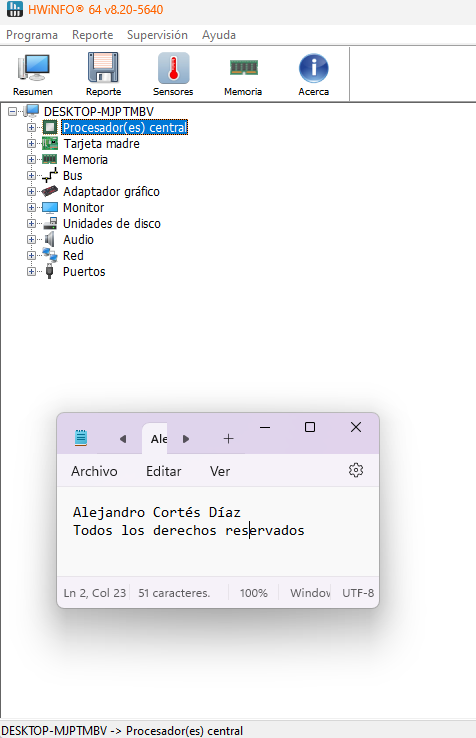 HWiNFO® 64 v8.20-5640
Programa Reporte Supervisión Ayuda
Resumen Reporte Sensores Memoria Acerca
DESKTOP-MJPTMBV
Procesador(es) central
Tarjeta madre
Memoria
Bus
Adaptador gráfico
Monitor
Unidades de disco
Audio
Red
Puertos
Ale
Archivo Editar Ver
Alejandro Cortés Díaz
Todos los derechos reservados
Ln 2, Col 23 51 caracteres. 100% Window UTF-8
DESKTOP-MJPTMBV -> Procesador(es) central